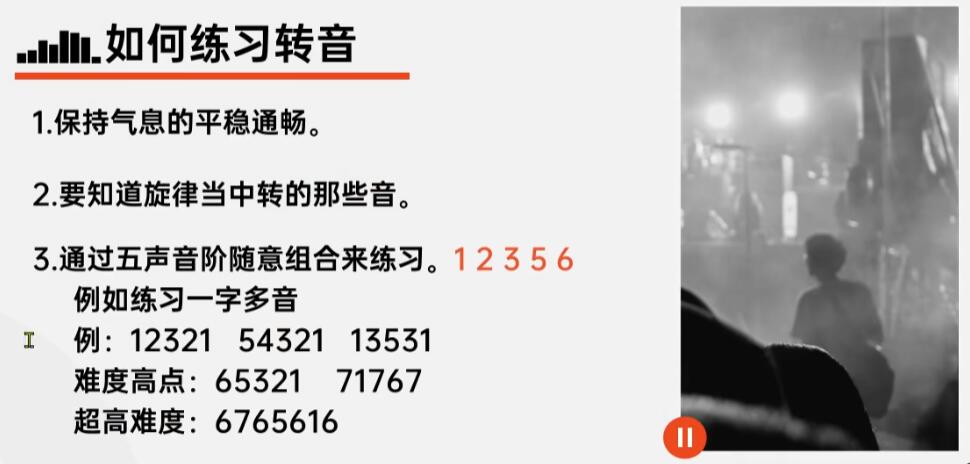 如何练习转音
1.保持气息的平稳通畅。
2.要知道旋律当中转的那些音。
3.通过五声音阶随意组合来练习。1 2 3 5 6
例如练习一字多音
例：12321 54321 13531
难度高点：65321 71767
超高难度：6765616